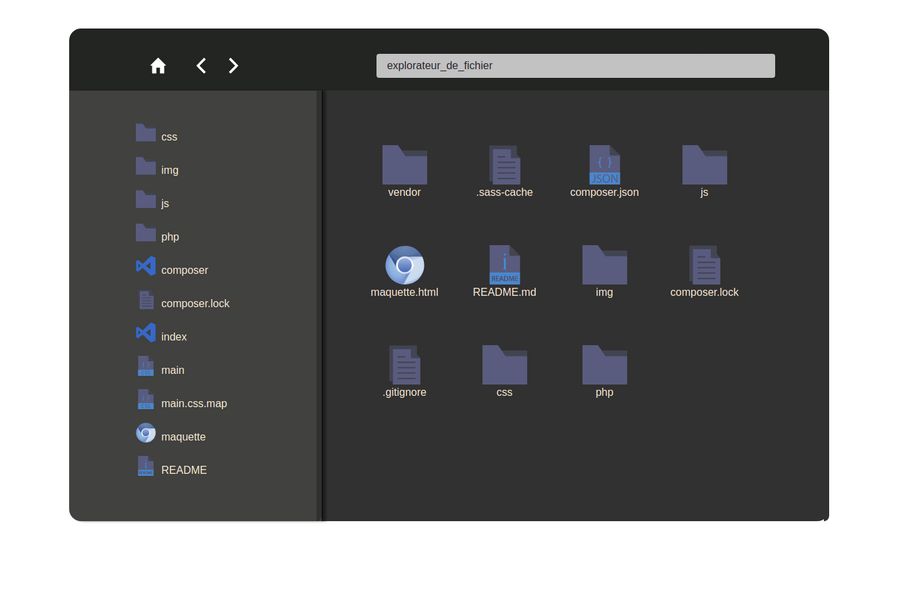 explorateur_de_fichier
css
img
js
php
composer
composer.lock
index
main
main.css.map
maquette
README
vendor
.sass-cache
{ }
JSON
composer.json
js
maquette.html
README
README.md
img
composer.lock
.gitignore
css
php